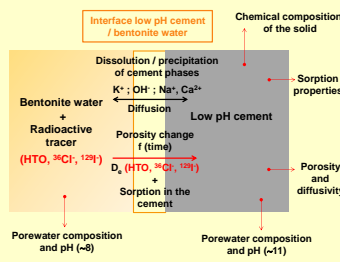 Interface low pH cement
/ bentonite water
Chemical composition
of the solid
Dissolution / precipitation
of cement phases
K⁺ ; OH⁻ ; Na⁺, Ca²⁺
Diffusion
Sorption
properties
Bentonite water
+
Radioactive
tracer
(HTO, ³⁶Cl⁻, ¹²⁹I⁻)
Low pH cement
Porosity change
f (time)
Dₑ (HTO, ³⁶Cl⁻, ¹²⁹I⁻)
+
Sorption in the
cement
Porosity
and
diffusivity
Porewater composition
and pH (~8)
Porewater composition
and pH (~11)